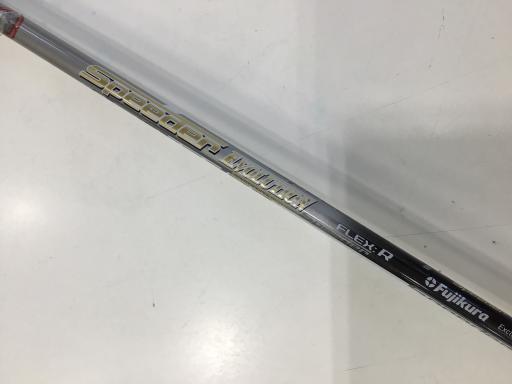 Speeder EVOLUTION
FLEX: R
Fujikura